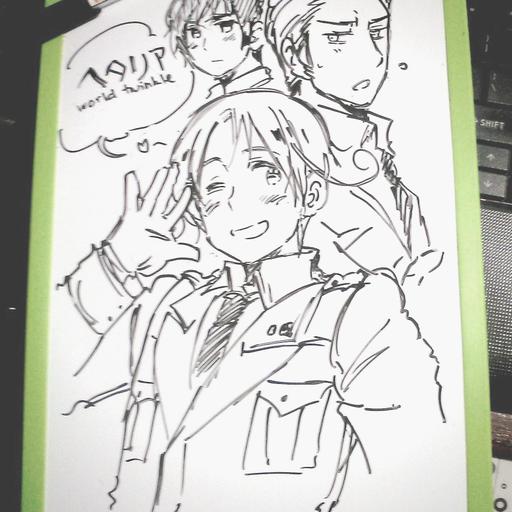 ヘタリア
world twinkle
SHIFT